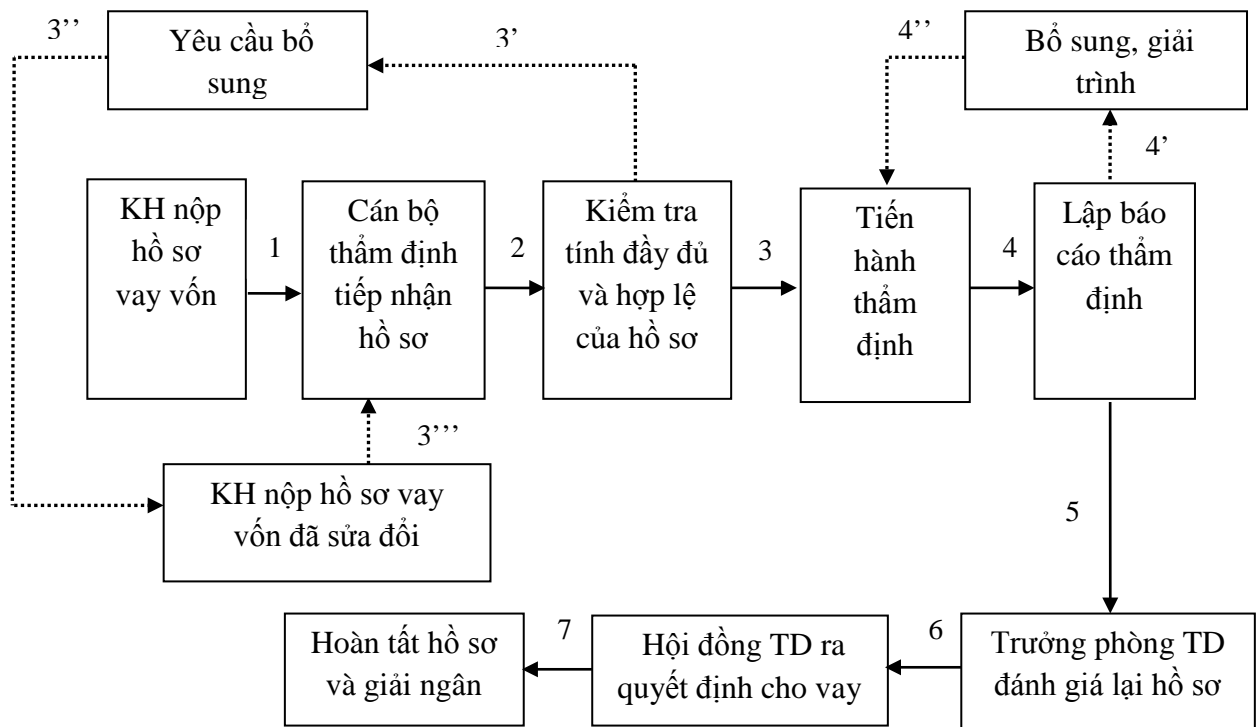 3’’
Yêu cầu bổ
sung
3’
4’’
Bổ sung, giải
trình
4’
KH nộp
hồ sơ
vay vốn
1
Cán bộ
thẩm định
tiếp nhận
hồ sơ
2
Kiểm tra
tính đầy đủ
và hợp lệ
của hồ sơ
3
Tiến
hành
thẩm
định
4
Lập báo
cáo thẩm
định
3’’’
KH nộp hồ sơ vay
vốn đã sửa đổi
5
Hoàn tất hồ sơ
và giải ngân
7
Hội đồng TD ra
quyết định cho vay
6
Trưởng phòng TD
đánh giá lại hồ sơ